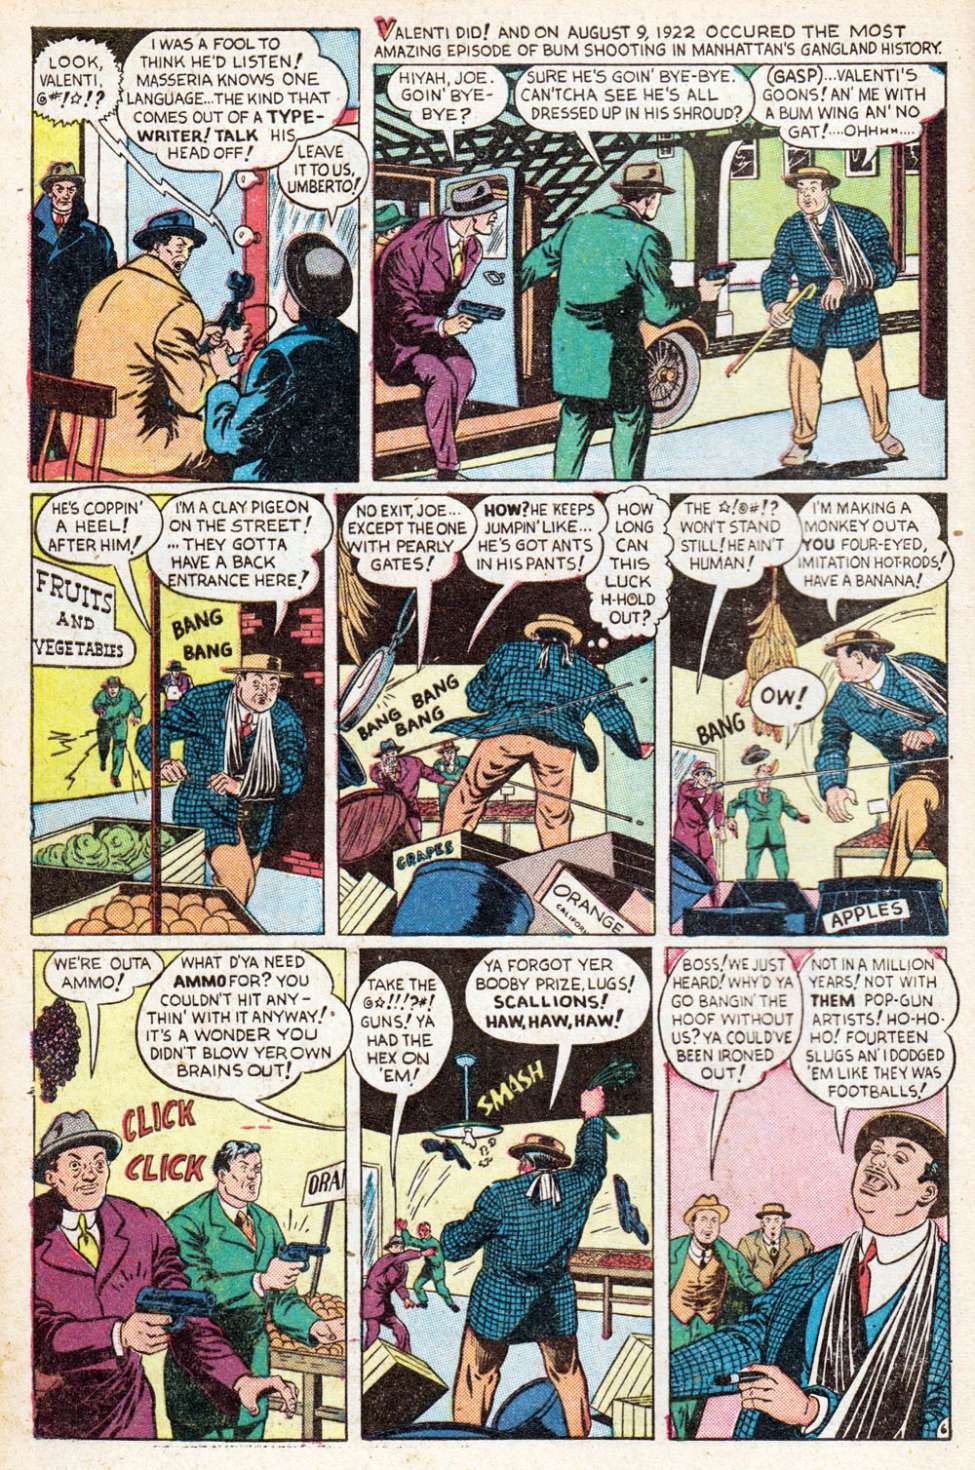 LOOK,
VALENTI,
@#!☆!?
I WAS A FOOL TO
THINK HE'D LISTEN!
MASSERIA KNOWS ONE
LANGUAGE...THE KIND THAT
COMES OUT OF A TYPE-
WRITER! TALK HIS
HEAD OFF!
LEAVE
IT TO US,
UMBERTO!
VALENTI DID! AND ON AUGUST 9, 1922 OCCURED THE MOST
AMAZING EPISODE OF BUM SHOOTING IN MANHATTAN'S GANGLAND HISTORY.
HIYAH, JOE.
GOIN' BYE-
BYE?
SURE HE'S GOIN' BYE-BYE.
CAN'TCHA SEE HE'S ALL
DRESSED UP IN HIS SHROUD?
(GASP)...VALENTI'S
GOONS! AN' ME WITH
A BUM WING AN' NO
GAT!....OHHHH....
HE'S COPPIN'
A HEEL!
AFTER HIM!
I'M A CLAY PIGEON
ON THE STREET!
...THEY GOTTA
HAVE A BACK
ENTRANCE HERE!
FRUITS
AND
VEGETABLES
BANG
BANG
NO EXIT, JOE...
EXCEPT THE ONE
WITH PEARLY
GATES!
HOW? HE KEEPS
JUMPIN' LIKE...
HE'S GOT ANTS
IN HIS PANTS!
HOW
LONG
CAN
THIS
LUCK
H-HOLD
OUT?
BANG
BANG
BANG
GRAPES
ORANGE
THE ☆!@#!?
WON'T STAND
STILL! HE AIN'T
HUMAN!
I'M MAKING A
MONKEY OUTA
YOU FOUR-EYED,
IMITATION HOT-RODS!
HAVE A BANANA!
BANG
OW!
APPLES
WE'RE OUTA
AMMO!
WHAT D'YA NEED
AMMO FOR? YOU
COULDN'T HIT ANY-
THIN' WITH IT ANYWAY!
IT'S A WONDER YOU
DIDN'T BLOW YER OWN
BRAINS OUT!
CLICK
CLICK
ORA
TAKE THE
@☆!!!?#!
GUNS! YA
HAD THE
HEX ON
'EM!
YA FORGOT YER
BOOBY PRIZE, LUGS!
SCALLIONS!
HAW, HAW, HAW!
SMASH
BOSS! WE JUST
HEARD! WHY'D YA
GO BANGIN' THE
HOOF WITHOUT
US? YA COULD'VE
BEEN IRONED
OUT!
NOT IN A MILLION
YEARS! NOT WITH
THEM POP-GUN
ARTISTS! HO-HO-
HO! FOURTEEN
SLUGS AN' I DODGED
'EM LIKE THEY WAS
FOOTBALLS!
6